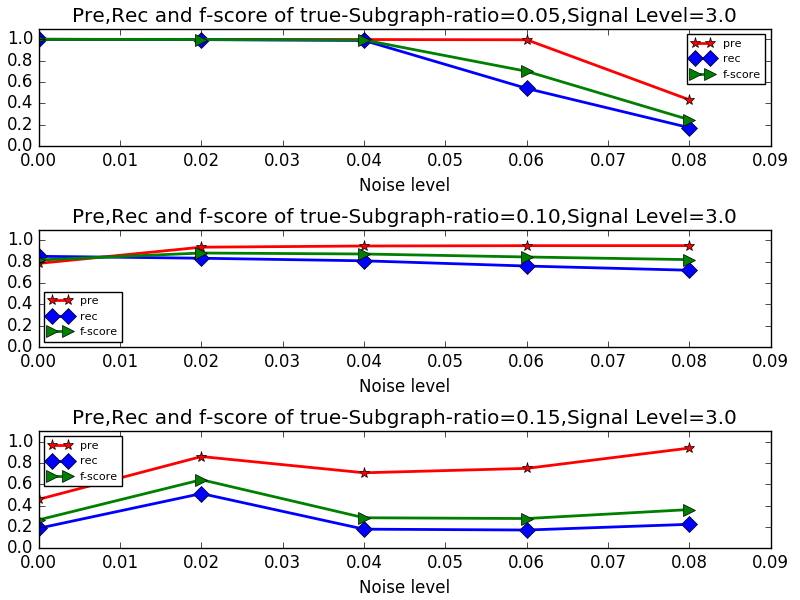 Pre,Rec and f-score of true-Subgraph-ratio=0.05,Signal Level=3.0
1.0
0.8
0.6
0.4
0.2
0.0
pre
rec
f-score
0.00 0.01 0.02 0.03 0.04 0.05 0.06 0.07 0.08 0.09
Noise level
Pre,Rec and f-score of true-Subgraph-ratio=0.10,Signal Level=3.0
1.0
0.8
0.6
0.4
0.2
0.0
pre
rec
f-score
0.00 0.01 0.02 0.03 0.04 0.05 0.06 0.07 0.08 0.09
Noise level
Pre,Rec and f-score of true-Subgraph-ratio=0.15,Signal Level=3.0
1.0
0.8
0.6
0.4
0.2
0.0
pre
rec
f-score
0.00 0.01 0.02 0.03 0.04 0.05 0.06 0.07 0.08 0.09
Noise level